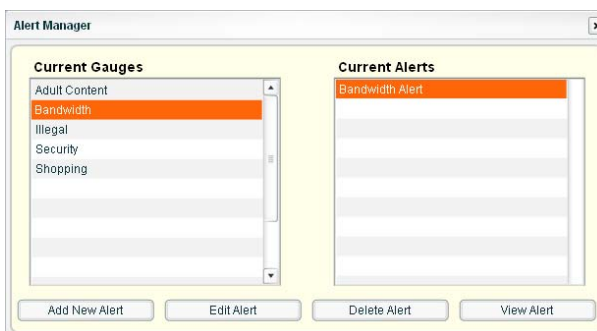 Alert Manager
Current Gauges
Adult Content
Bandwidth
Illegal
Security
Shopping
Current Alerts
Bandwidth Alert
Add New Alert
Edit Alert
Delete Alert
View Alert